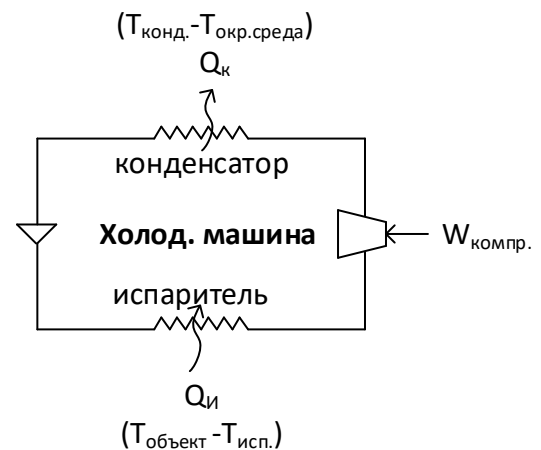 (Tконд.-Tокр.среда)
Qк
конденсатор
Холод. машина
Wкомпр.
испаритель
QИ
(Tобъект -Tисп.)